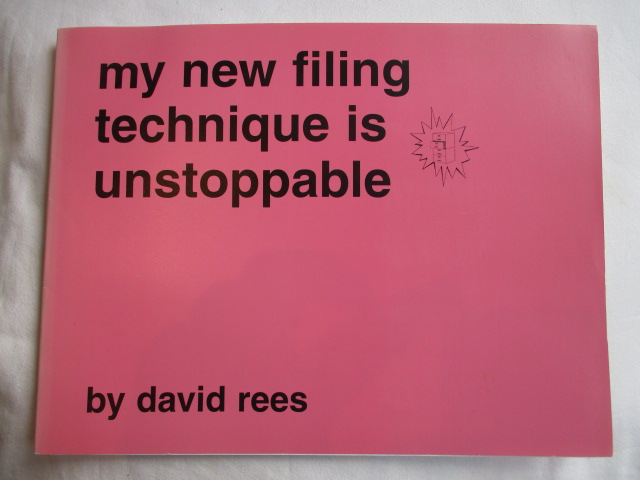 my new filing
technique is
unstoppable
by david rees